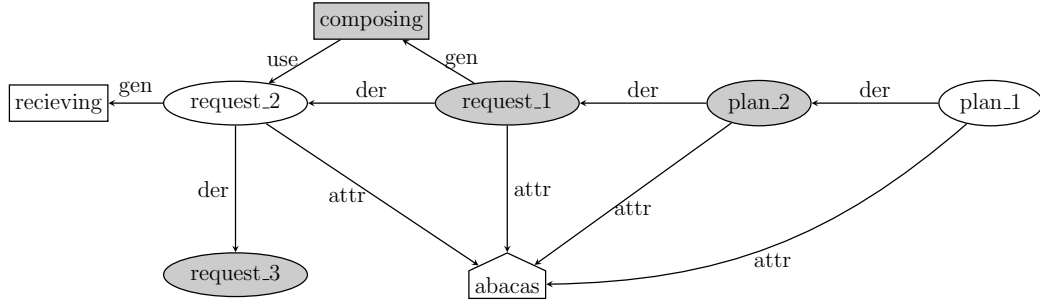 composing
use
gen
recieving
gen
request_2
der
request_1
der
plan_2
der
plan_1
der
attr
attr
attr
attr
request_3
abacas